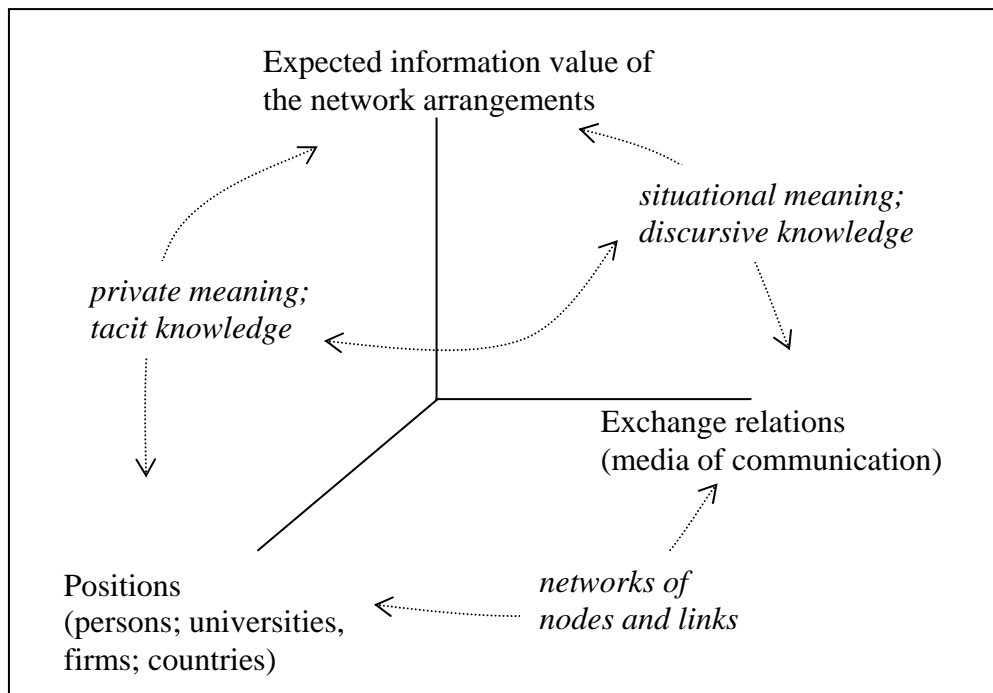 Expected information value of
the network arrangements
situational meaning;
discursive knowledge
private meaning;
tacit knowledge
Exchange relations
(media of communication)
Positions
(persons; universities,
firms; countries)
networks of
nodes and links